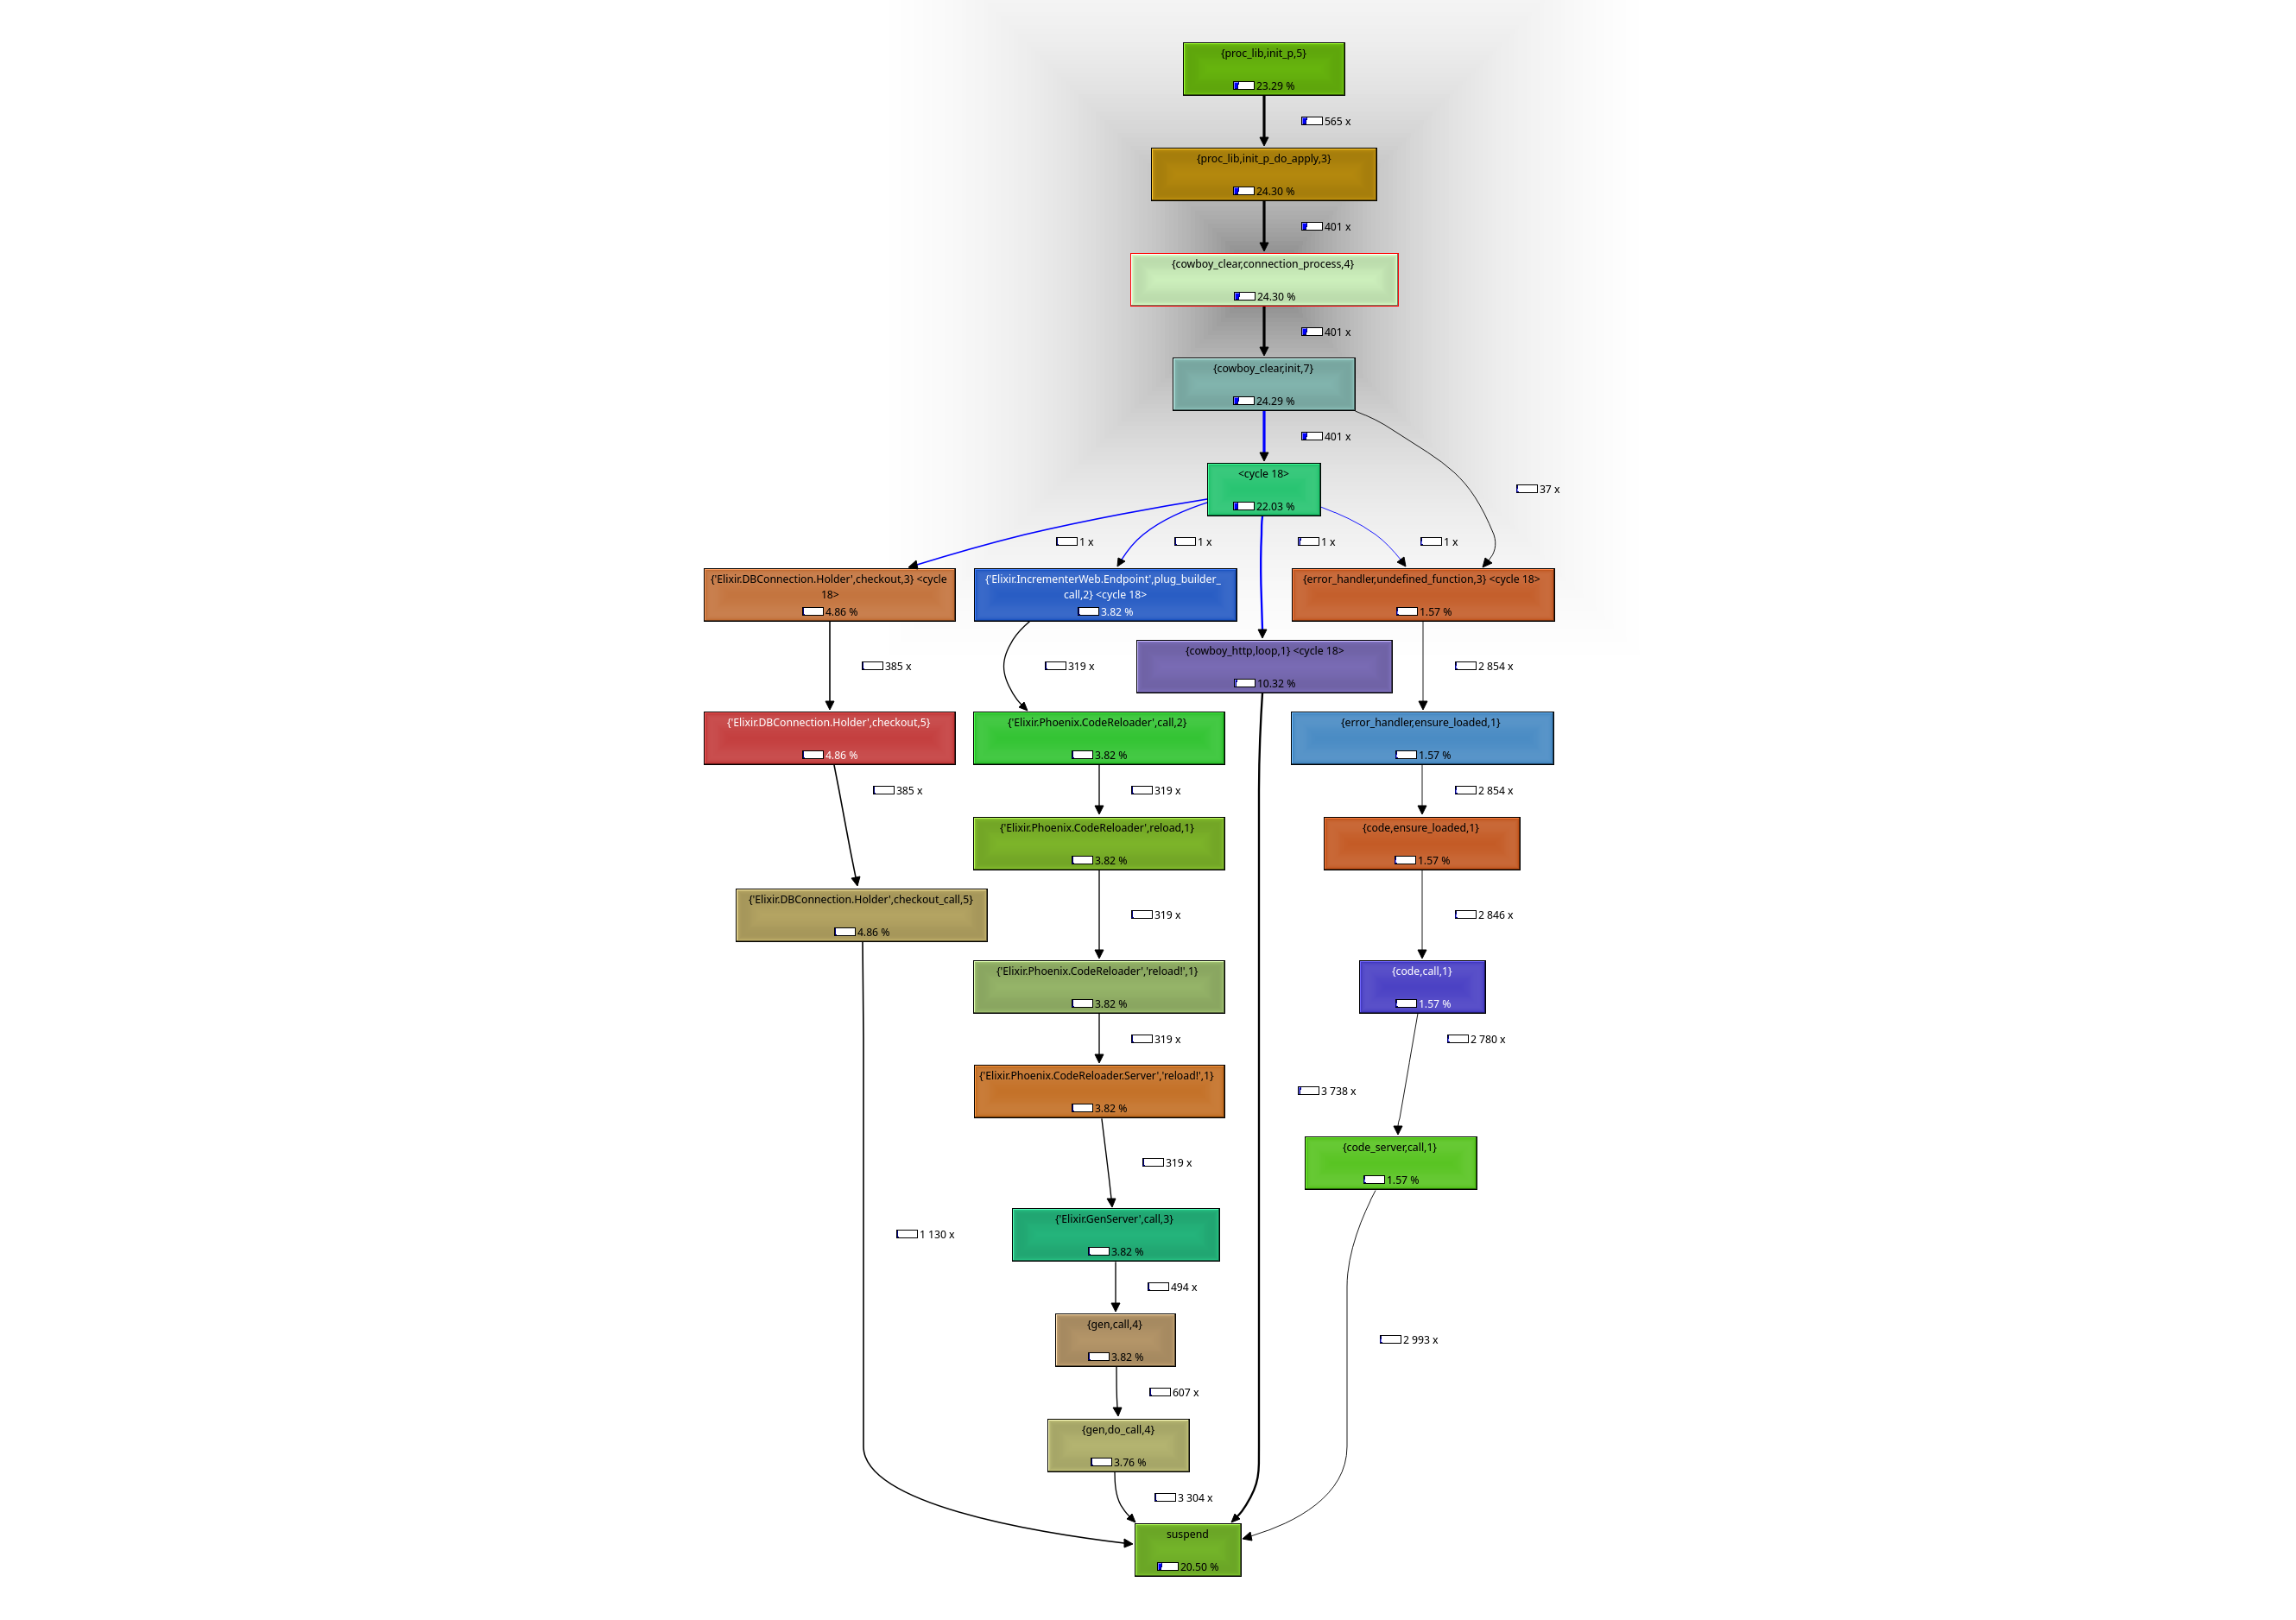 {proc_lib,init_p,5}
23.29 %
565 x
{proc_lib,init_p_do_apply,3}
24.30 %
401 x
{cowboy_clear,connection_process,4}
24.30 %
401 x
{cowboy_clear,init,7}
24.29 %
401 x
37 x
<cycle 18>
22.03 %
1 x
1 x
1 x
1 x
{'Elixir.DBConnection.Holder',checkout,3} <cycle
18>
4.86 %
{'Elixir.IncrementerWeb.Endpoint',plug_builder_
call,2} <cycle 18>
3.82 %
{error_handler,undefined_function,3} <cycle 18>
1.57 %
385 x
319 x
{cowboy_http,loop,1} <cycle 18>
10.32 %
2 854 x
{'Elixir.DBConnection.Holder',checkout,5}
4.86 %
{'Elixir.Phoenix.CodeReloader',call,2}
3.82 %
{error_handler,ensure_loaded,1}
1.57 %
385 x
319 x
2 854 x
{'Elixir.Phoenix.CodeReloader',reload,1}
3.82 %
{code,ensure_loaded,1}
1.57 %
{'Elixir.DBConnection.Holder',checkout_call,5}
4.86 %
319 x
2 846 x
{'Elixir.Phoenix.CodeReloader','reload!',1}
3.82 %
{code,call,1}
1.57 %
319 x
2 780 x
{'Elixir.Phoenix.CodeReloader.Server','reload!',1}
3.82 %
3 738 x
319 x
{code_server,call,1}
1.57 %
1 130 x
{'Elixir.GenServer',call,3}
3.82 %
494 x
{gen,call,4}
3.82 %
2 993 x
607 x
{gen,do_call,4}
3.76 %
3 304 x
suspend
20.50 %